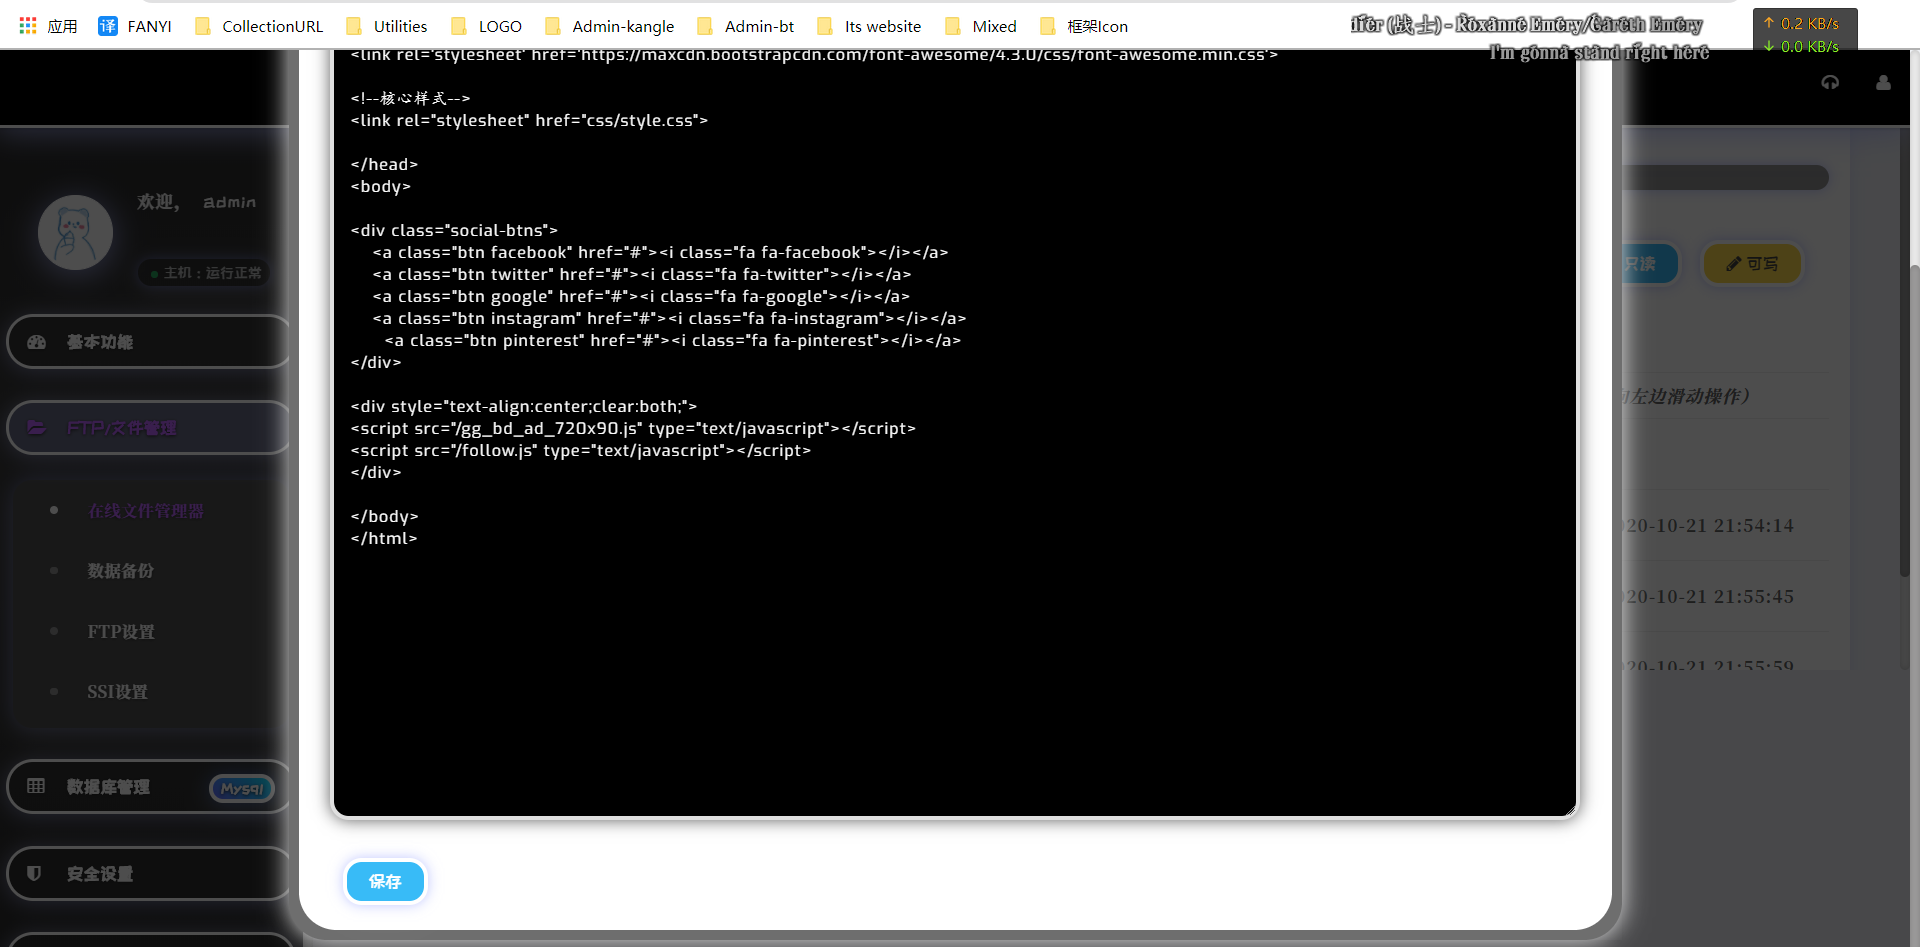 应用 FANYI CollectionURL Utilities LOGO Admin-kangle Admin-bt Its website Mixed 框架Icon
(战士) - Roxanne Emery/Gareth Emery
I'm gonna stand right here
↑ 0.2 KB/s
↓ 0.0 KB/s
<link rel="stylesheet" href="https://maxcdn.bootstrapcdn.com/font-awesome/4.3.0/css/font-awesome.min.css">
<!--核心样式-->
<link rel="stylesheet" href="css/style.css">
</head>
<body>
<div class="social-btns">
<a class="btn facebook" href="#"><i class="fa fa-facebook"></i></a>
<a class="btn twitter" href="#"><i class="fa fa-twitter"></i></a>
<a class="btn google" href="#"><i class="fa fa-google"></i></a>
<a class="btn instagram" href="#"><i class="fa fa-instagram"></i></a>
<a class="btn pinterest" href="#"><i class="fa fa-pinterest"></i></a>
</div>
<div style="text-align:center;clear:both;">
<script src="/gg_bd_ad_720x90.js" type="text/javascript"></script>
<script src="/follow.js" type="text/javascript"></script>
</div>
</body>
</html>
保存
欢迎， admin
主机：运行正常
基本功能
FTP/文件管理
在线文件管理器
数据备份
FTP设置
SSI设置
数据库管理 Mysql
安全设置
只读 可写
左边滑动操作）
20-10-21 21:54:14
20-10-21 21:55:45
20-10-21 21:55:59